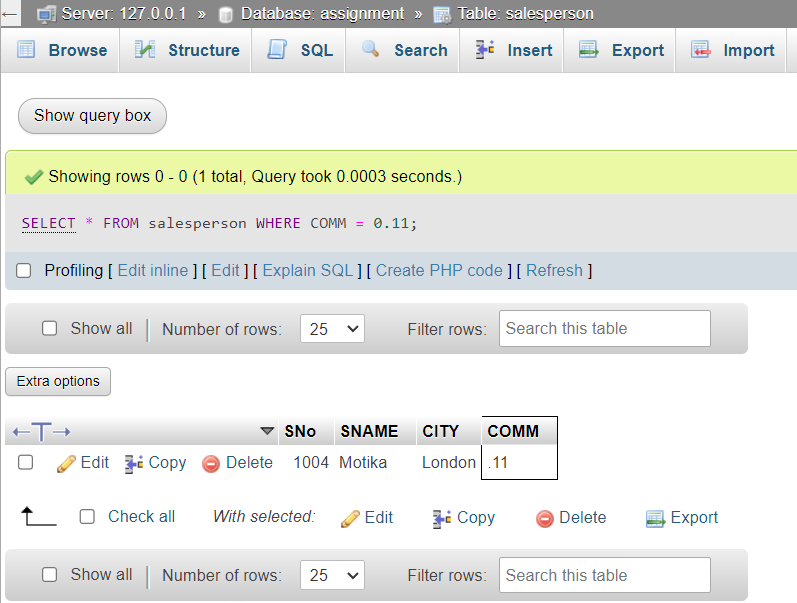 Server: 127.0.0.1 » Database: assignment » Table: salesperson
Browse Structure SQL Search Insert Export Import
Show query box
Showing rows 0 - 0 (1 total, Query took 0.0003 seconds.)
SELECT * FROM salesperson WHERE COMM = 0.11;
Profiling [ Edit inline ] [ Edit ] [ Explain SQL ] [ Create PHP code ] [ Refresh ]
Show all Number of rows: 25 Filter rows: Search this table
Extra options
←T→ SNo SNAME CITY COMM
Edit Copy Delete 1004 Motika London .11
Check all With selected: Edit Copy Delete Export
Show all Number of rows: 25 Filter rows: Search this table